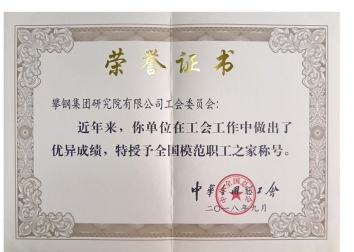 荣誉证书
攀钢集团研究院有限公司工会委员会：
近年来，你单位在工会工作中做出了
优异成绩，特授予全国模范职工之家称号。
中华全国总工会
二〇一八年九月